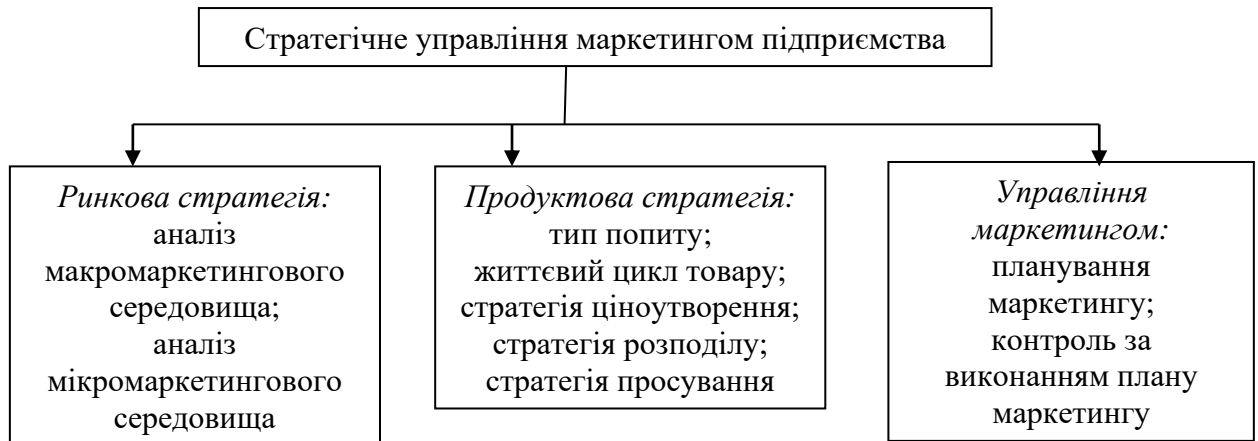 Стратегічне управління маркетингом підприємства
Ринкова стратегія:
аналіз
макромаркетингового
середовища;
аналіз
мікромаркетингового
середовища
Продуктова стратегія:
тип попиту;
життєвий цикл товару;
стратегія ціноутворення;
стратегія розподілу;
стратегія просування
Управління
маркетингом:
планування
маркетингу;
контроль за
виконанням плану
маркетингу